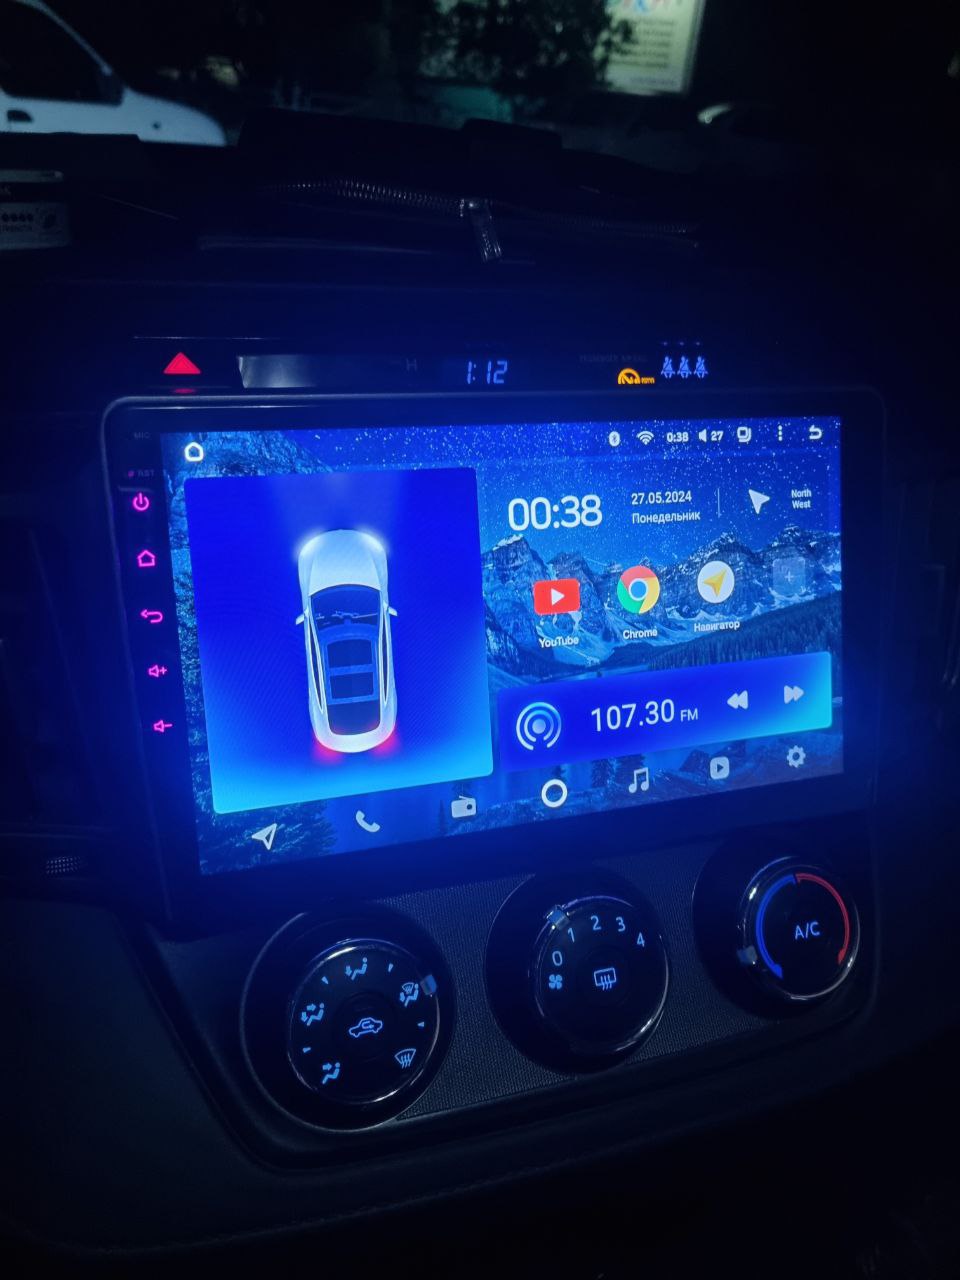 1:12
MIC
RST
0:38 27
00:38
27.05.2024
Понедельник
North
West
YouTube
Chrome
Навигатор
107.30 FM
0 1 2 3 4
A/C